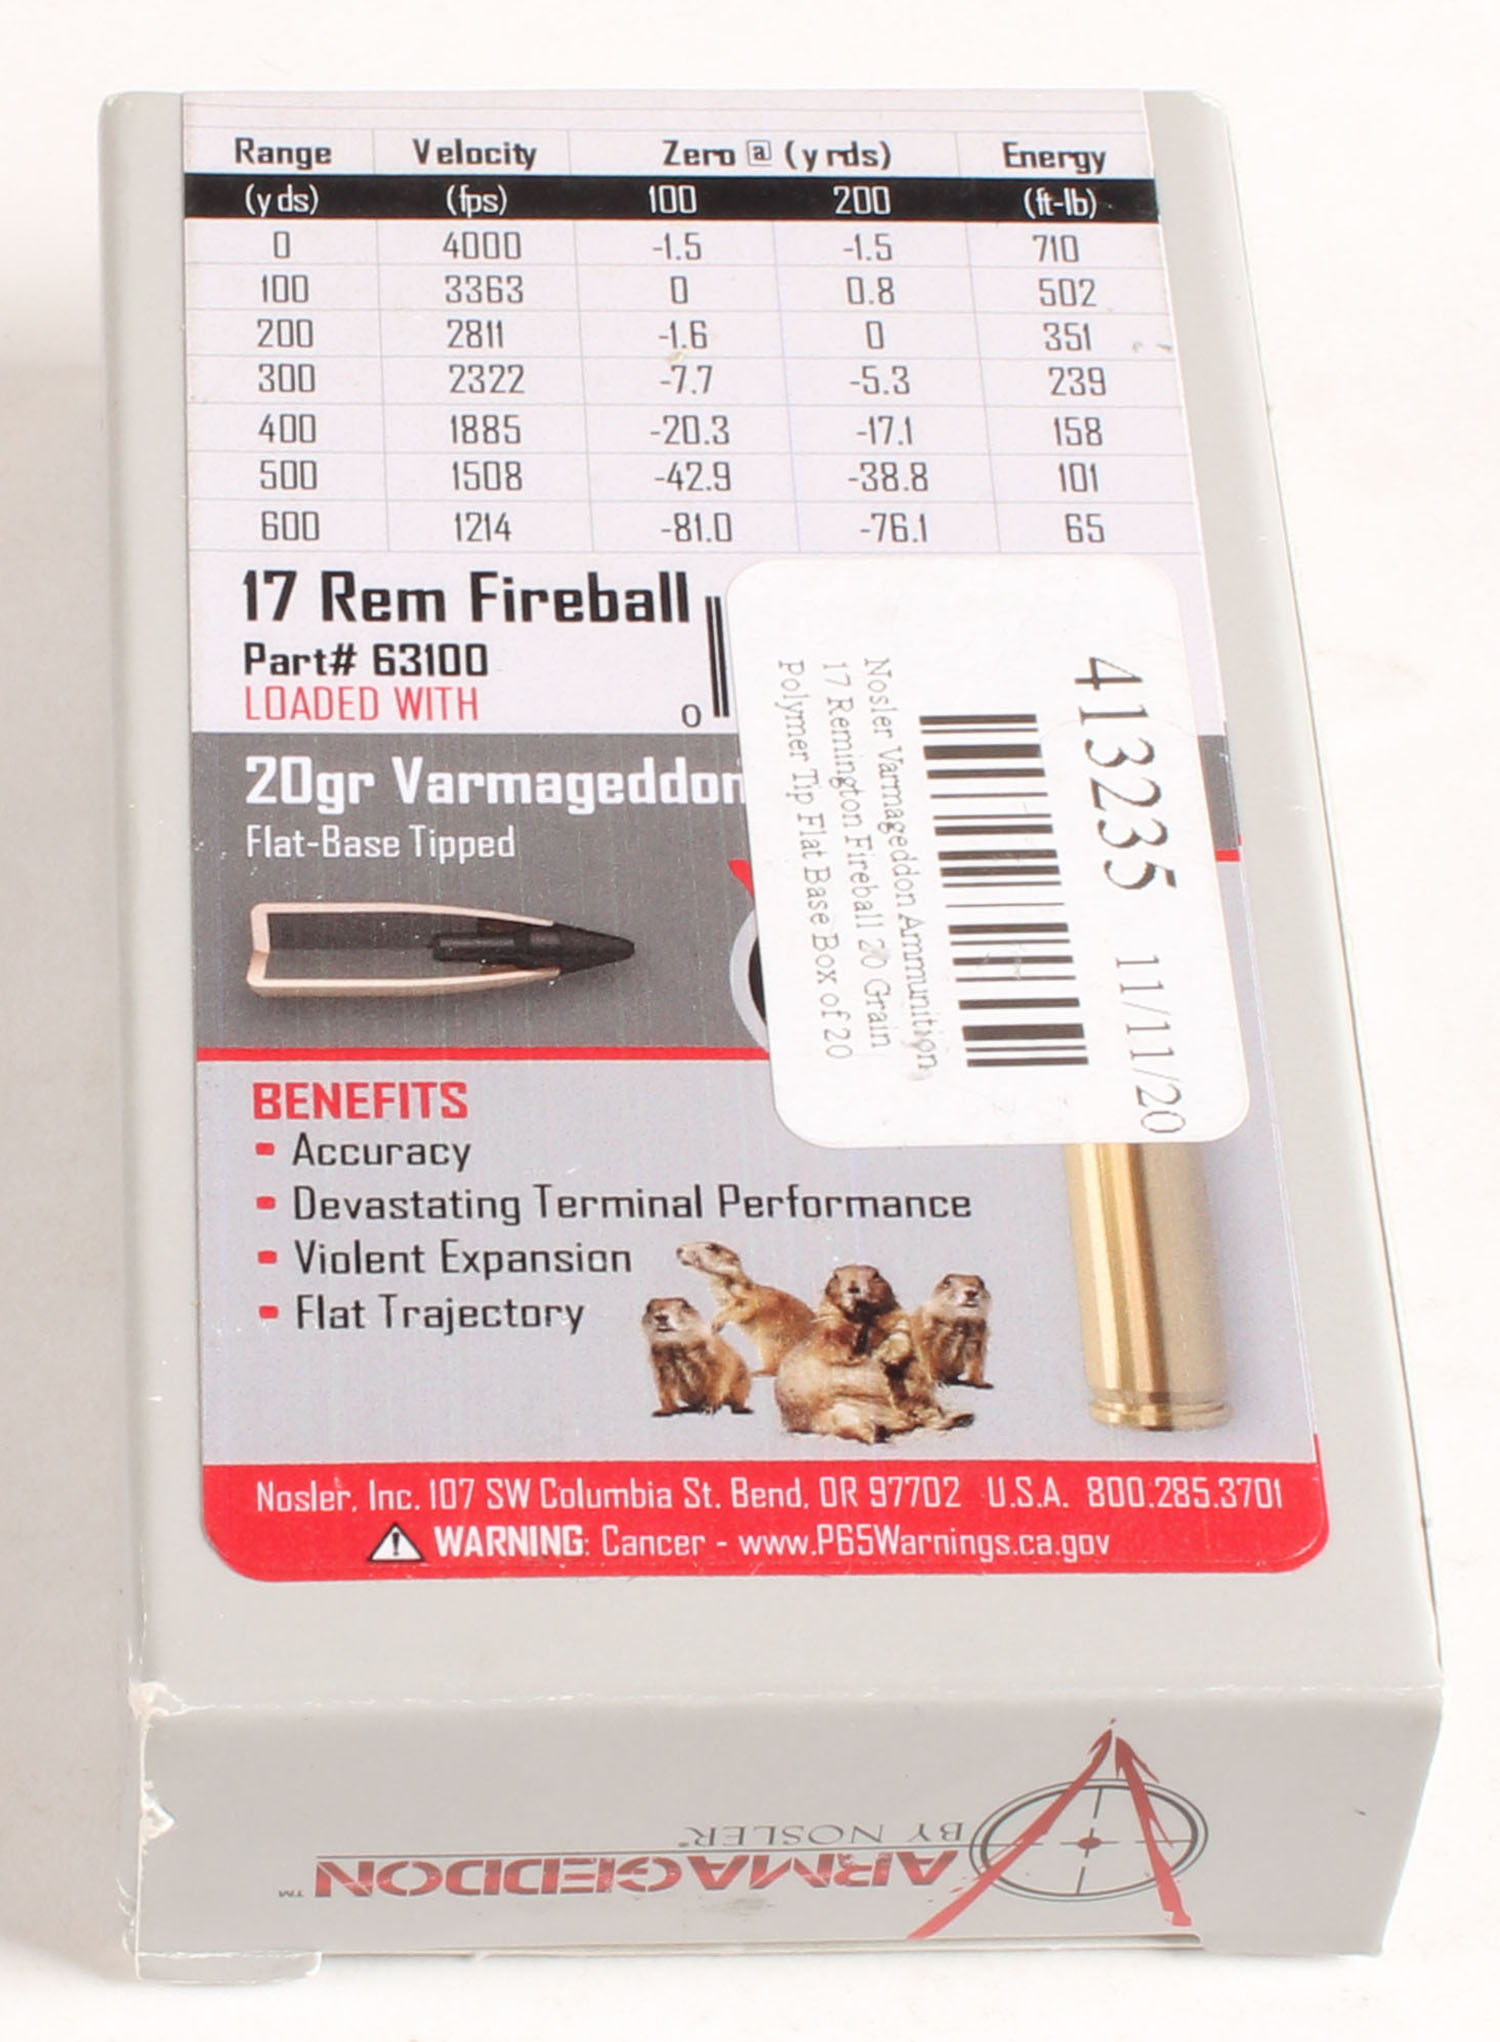 Range Velocity Zero @ (yrds) Energy
(yds) (fps) 100 200 (ft-lb)
0 4000 -1.5 -1.5 710
100 3363 0 0.8 502
200 2811 -1.6 0 351
300 2322 -7.7 -5.3 239
400 1885 -20.3 -17.1 158
500 1508 -42.9 -38.8 101
600 1214 -81.0 -76.1 65
17 Rem Fireball
Part# 63100
LOADED WITH
0
20gr Varmageddon
Flat-Base Tipped
413235 11/11/20
Nosler Varmageddon Ammunition
17 Remington Fireball 20 Grain
Polymer Tip Flat Base Box of 20
BENEFITS
- Accuracy
- Devastating Terminal Performance
- Violent Expansion
- Flat Trajectory
Nosler, Inc. 107 SW Columbia St. Bend, OR 97702 U.S.A. 800.285.3701
WARNING: Cancer - www.P65Warnings.ca.gov
VARMAGEDDON™
BY NOSLER®